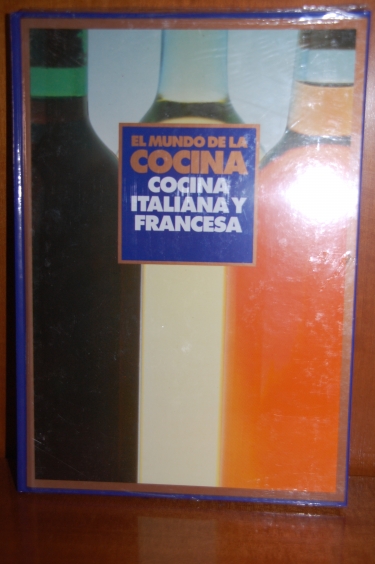 EL MUNDO DE LA
COCINA
COCINA
ITALIANA Y
FRANCESA